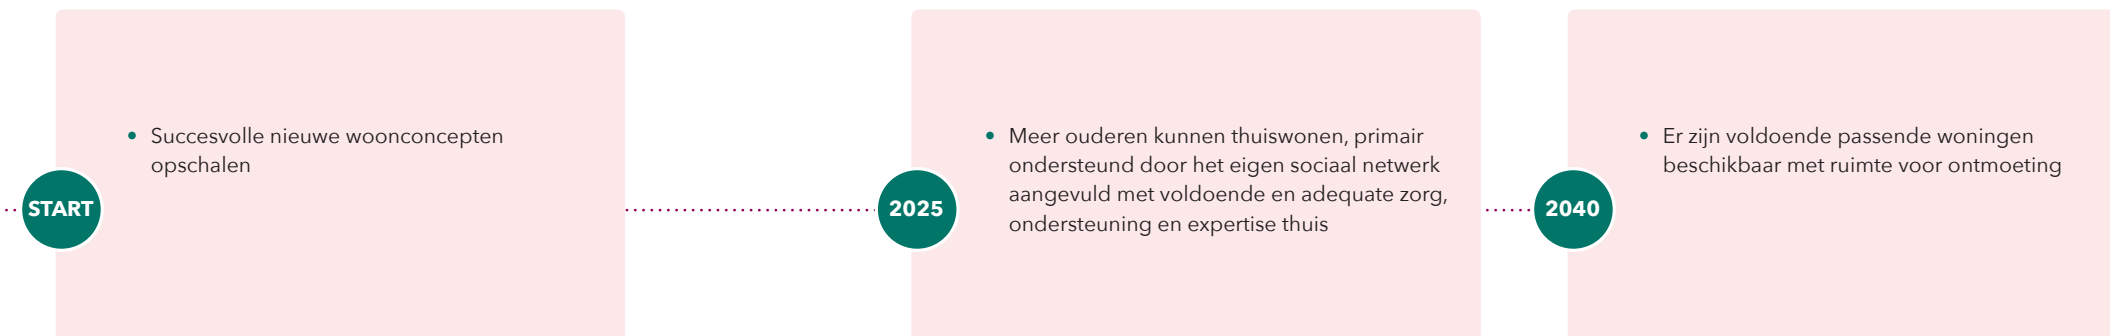 START
• Succesvolle nieuwe woonconcepten
opschalen
2025
• Meer ouderen kunnen thuiswonen, primair
ondersteund door het eigen sociaal netwerk
aangevuld met voldoende en adequate zorg,
ondersteuning en expertise thuis
2040
• Er zijn voldoende passende woningen
beschikbaar met ruimte voor ontmoeting